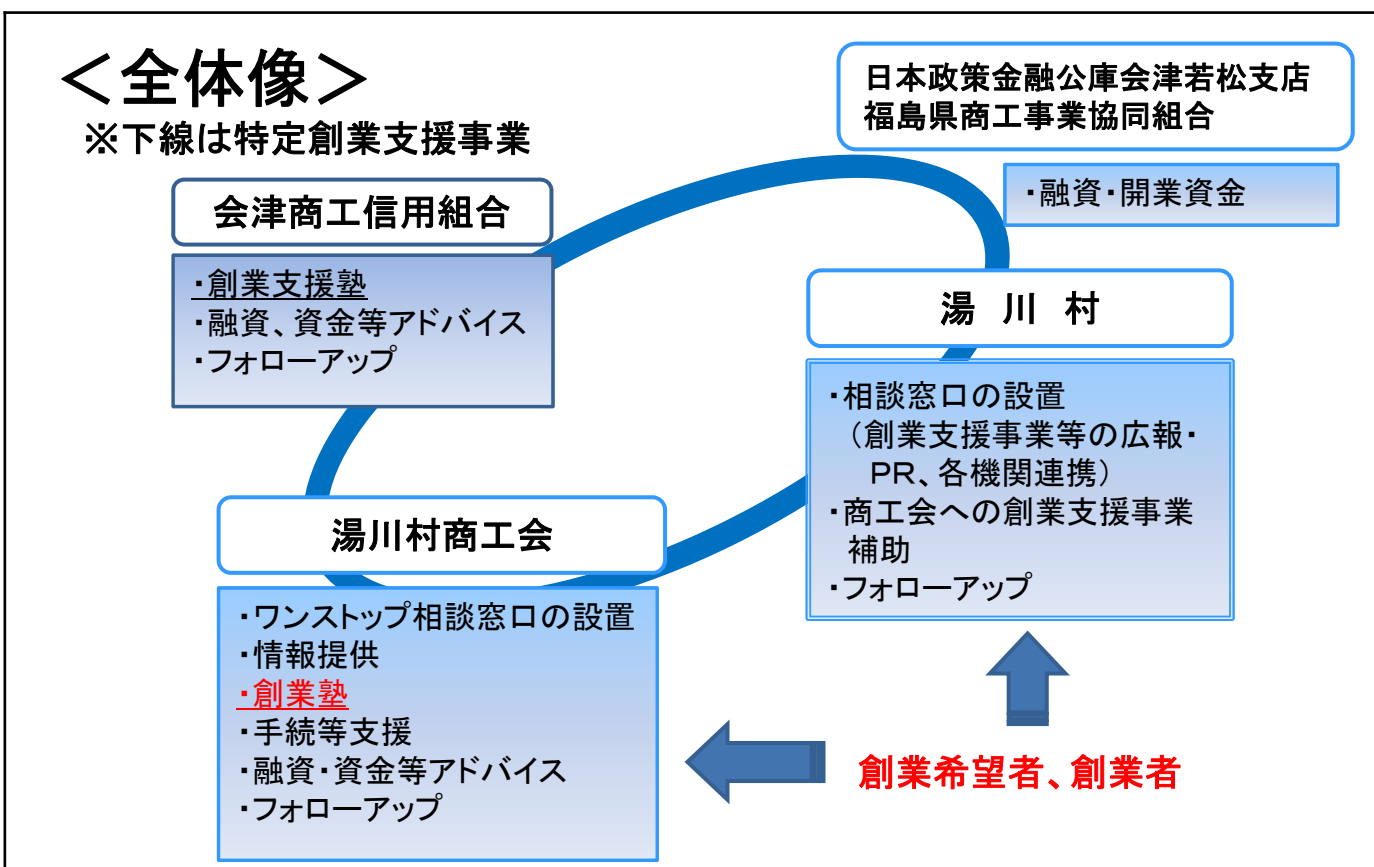 <全体像>
※下線は特定創業支援事業
日本政策金融公庫会津若松支店
福島県商工事業協同組合
・融資・開業資金
会津商工信用組合
・創業支援塾
・融資、資金等アドバイス
・フォローアップ
湯 川 村
・相談窓口の設置
(創業支援事業等の広報・
PR、各機関連携)
・商工会への創業支援事業
補助
・フォローアップ
湯川村商工会
・ワンストップ相談窓口の設置
・情報提供
・創業塾
・手続等支援
・融資・資金等アドバイス
・フォローアップ
創業希望者、創業者